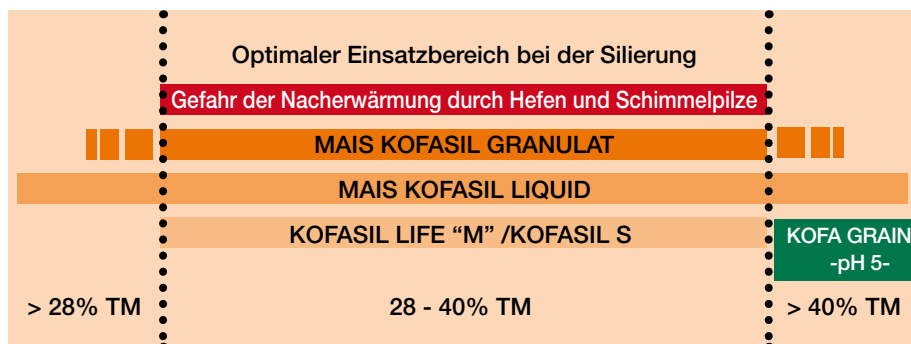 Optimaler Einsatzbereich bei der Silierung
Gefahr der Nacherwärmung durch Hefen und Schimmelpilze
MAIS KOFASIL GRANULAT
MAIS KOFASIL LIQUID
KOFASIL LIFE “M” /KOFASIL S
KOFA GRAIN
-pH 5-
> 28% TM
28 - 40% TM
> 40% TM